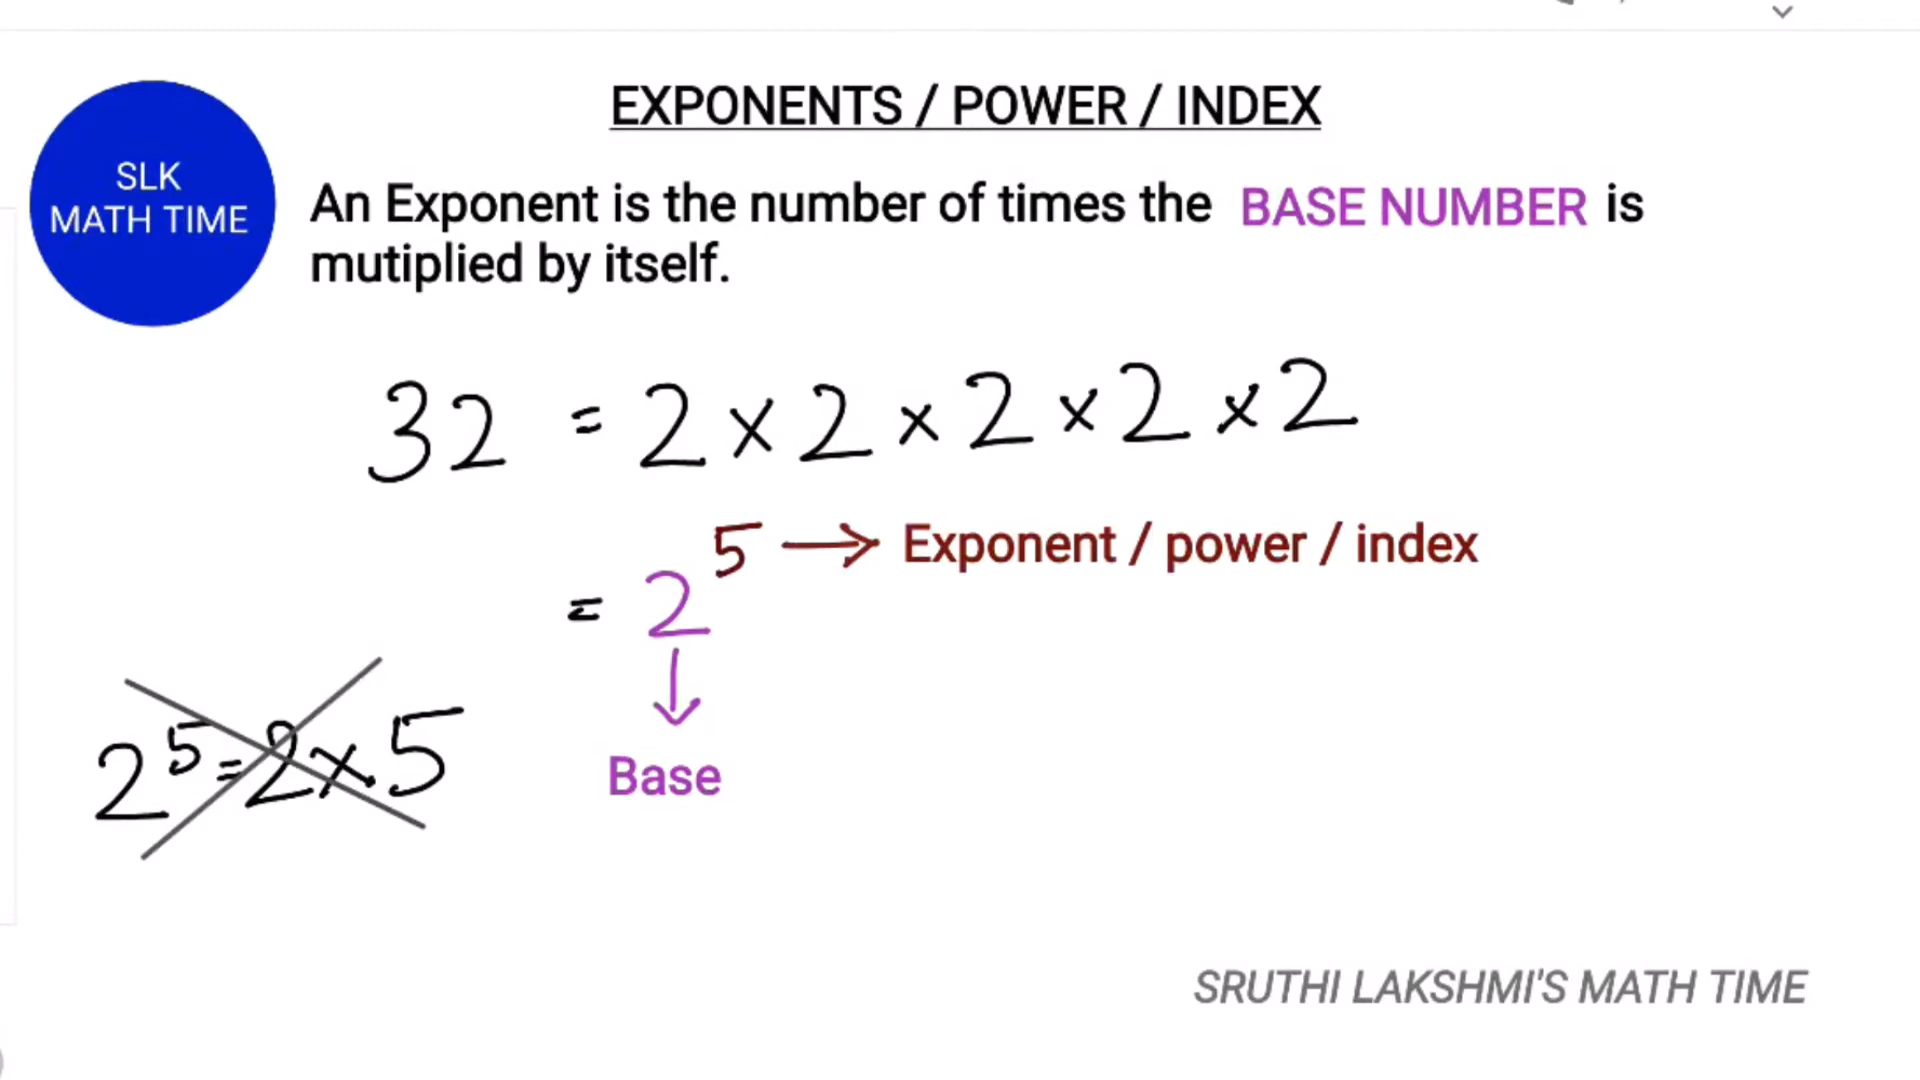 EXPONENTS / POWER / INDEX
SLK
MATH TIME
An Exponent is the number of times the BASE NUMBER is
mutiplied by itself.
32 = 2 × 2 × 2 × 2 × 2
5 → Exponent / power / index
= 2
↓
Base
2⁵ = 2 × 5
SRUTHI LAKSHMI'S MATH TIME